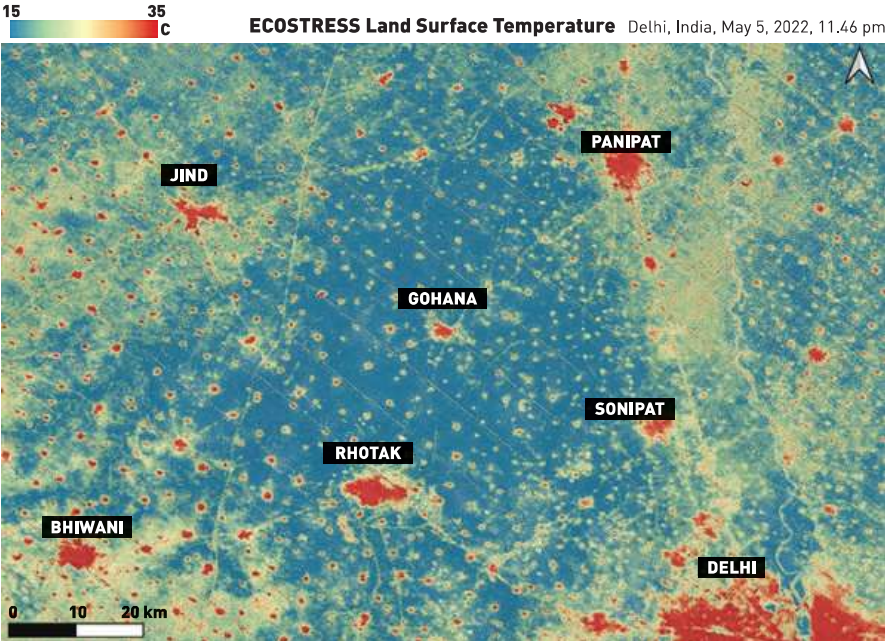 15 35
C
ECOSTRESS Land Surface Temperature Delhi, India, May 5, 2022, 11.46 pm
PANIPAT
JIND
GOHANA
SONIPAT
RHOTAK
BHIWANI
DELHI
0 10 20 km